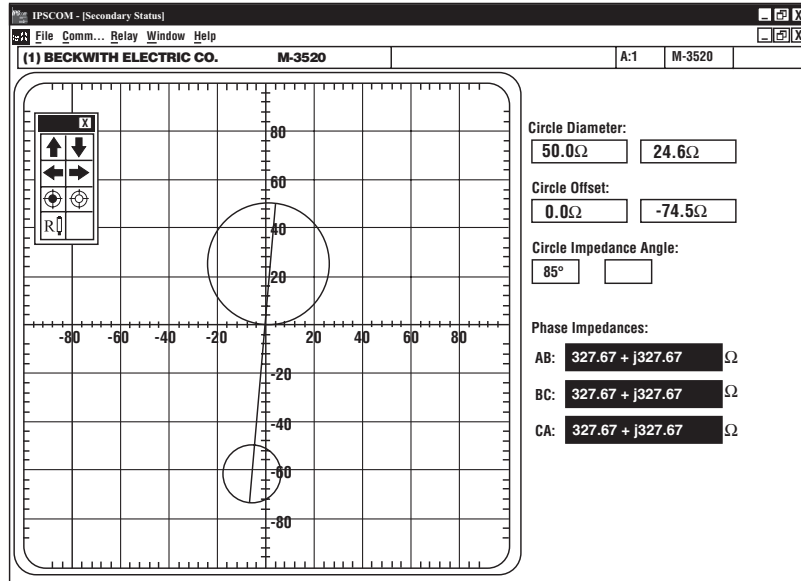 IPSCOM - [Secondary Status]
File Comm... Relay Window Help
(1) BECKWITH ELECTRIC CO. M-3520 A:1 M-3520
X
R
80
60
40
20
-80 -60 -40 -20 20 40 60 80
-20
-40
-60
-80
Circle Diameter:
50.0Ω 24.6Ω
Circle Offset:
0.0Ω -74.5Ω
Circle Impedance Angle:
85°
Phase Impedances:
AB: 327.67 + j327.67 Ω
BC: 327.67 + j327.67 Ω
CA: 327.67 + j327.67 Ω